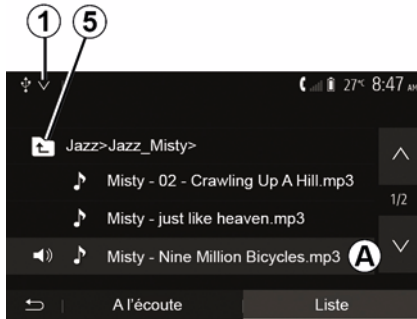 1 5
27°C 8:47 AM
Jazz>Jazz_Misty>
Misty - 02 - Crawling Up A Hill.mp3
1/2
Misty - just like heaven.mp3
Misty - Nine Million Bicycles.mp3 A
A l'écoute Liste